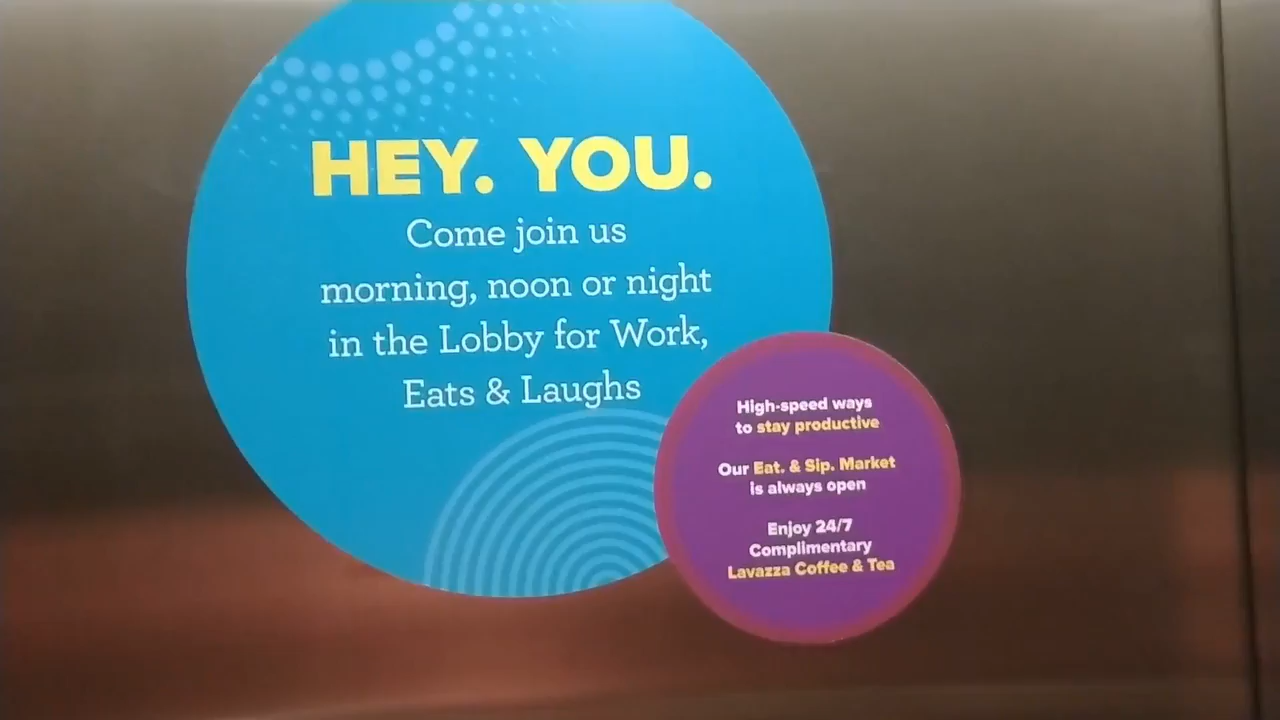 HEY. YOU.
Come join us
morning, noon or night
in the Lobby for Work,
Eats & Laughs
High-speed ways
to stay productive
Our Eat. & Sip. Market
is always open
Enjoy 24/7
Complimentary
Lavazza Coffee & Tea